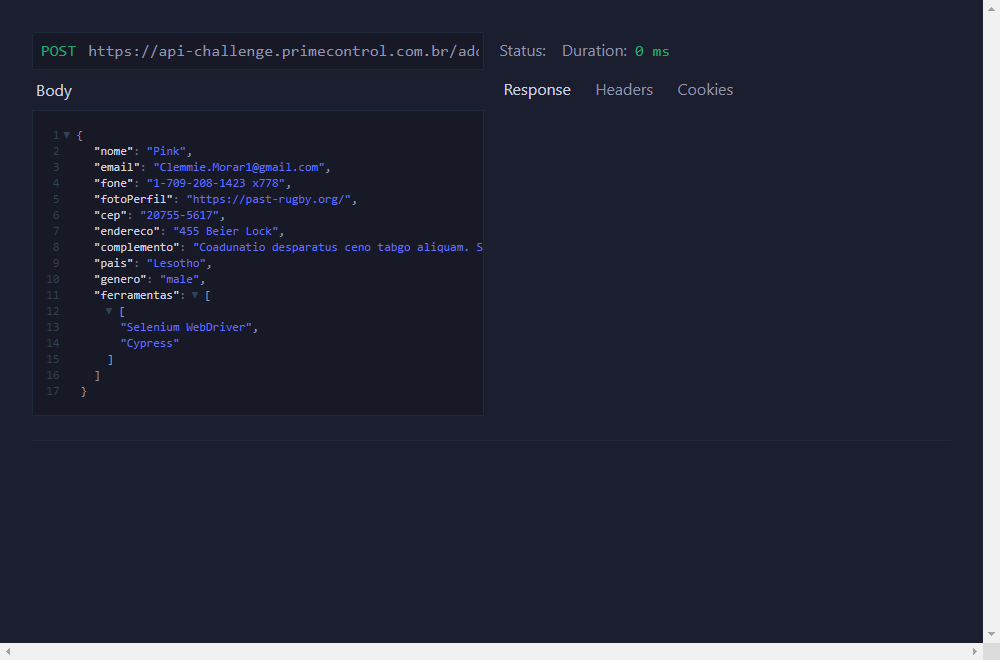 POST https://api-challenge.primecontrol.com.br/add
Status: Duration: 0 ms
Body
Response Headers Cookies
1 {
2 "nome": "Pink",
3 "email": "Clemmie.Morar1@gmail.com",
4 "fone": "1-709-208-1423 x778",
5 "fotoPerfil": "https://past-rugby.org/",
6 "cep": "20755-5617",
7 "endereco": "455 Beier Lock",
8 "complemento": "Coadunatio desparatus ceno tabgo aliquam. S
9 "pais": "Lesotho",
10 "genero": "male",
11 "ferramentas": [
12 [
13 "Selenium WebDriver",
14 "Cypress"
15 ]
16 ]
17 }